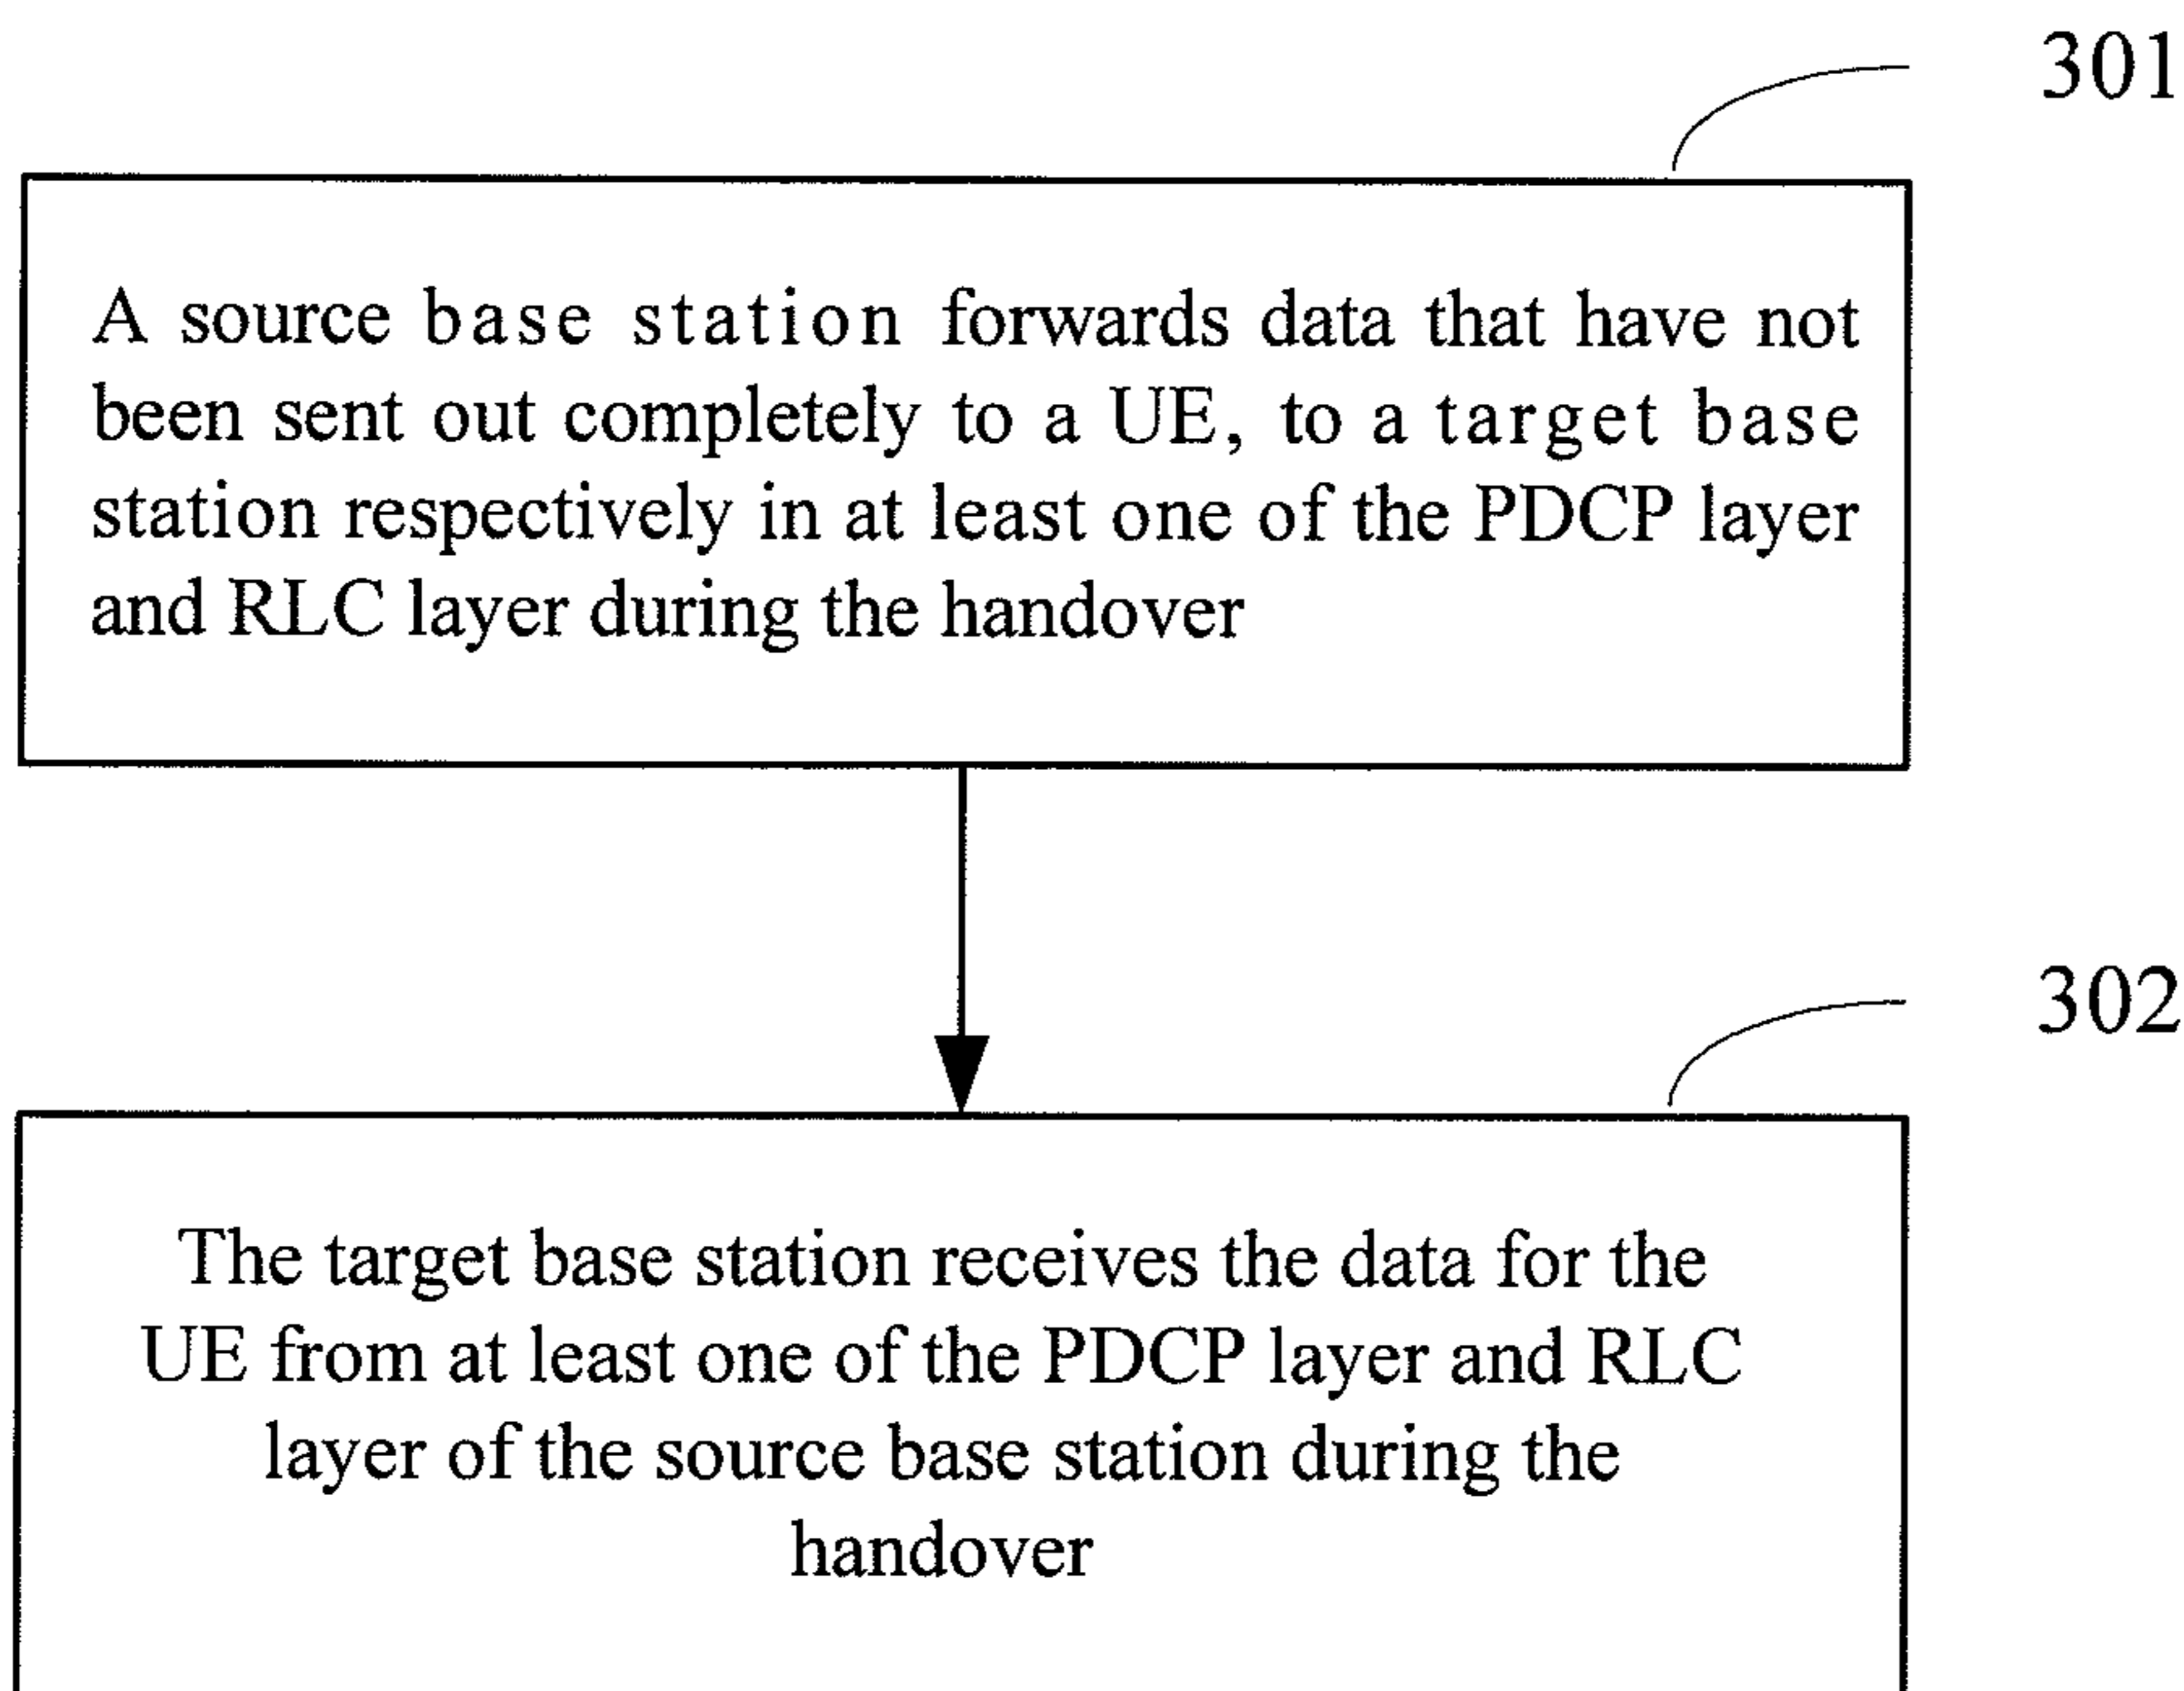 301
A source base station forwards data that have not
been sent out completely to a UE, to a target base
station respectively in at least one of the PDCP layer
and RLC layer during the handover
302
The target base station receives the data for the
UE from at least one of the PDCP layer and RLC
layer of the source base station during the
handover